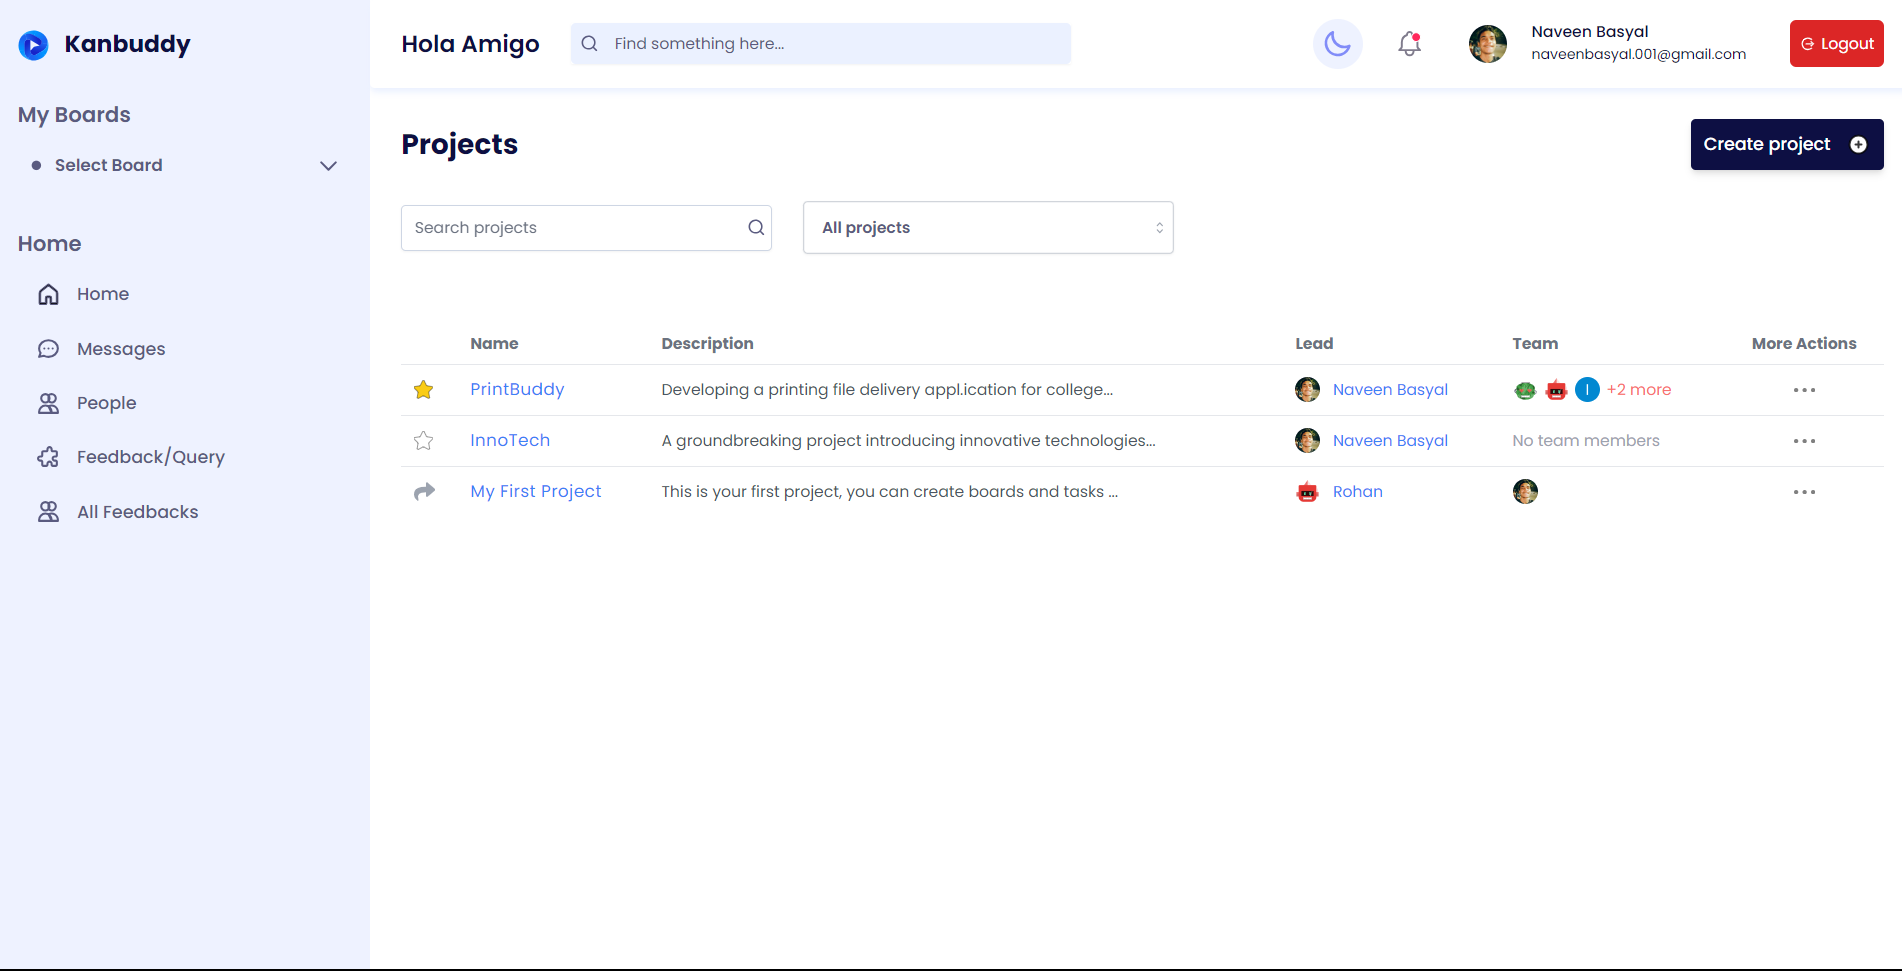 Kanbuddy
My Boards
Select Board
Home
Home
Messages
People
Feedback/Query
All Feedbacks
Hola Amigo
Find something here...
Naveen Basyal
naveenbasyal.001@gmail.com
Logout
Projects
Create project
Search projects
All projects
Name Description Lead Team More Actions
PrintBuddy Developing a printing file delivery appl.ication for college... Naveen Basyal I +2 more
InnoTech A groundbreaking project introducing innovative technologies... Naveen Basyal No team members
My First Project This is your first project, you can create boards and tasks ... Rohan